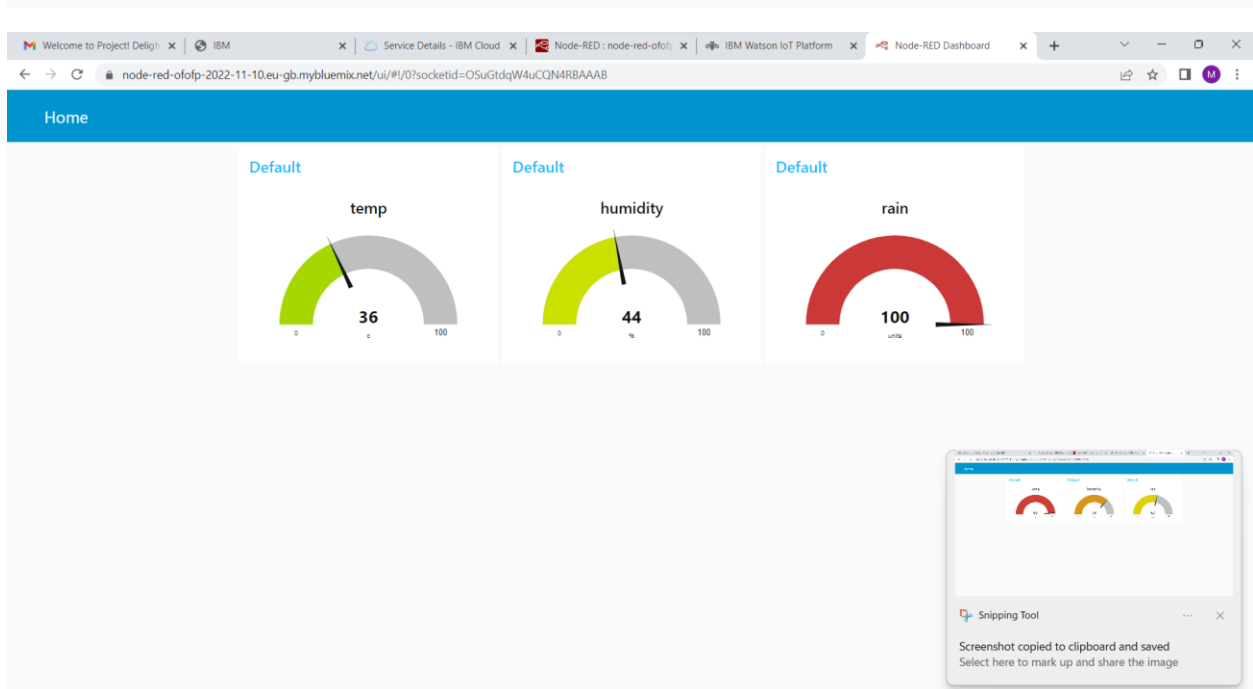 Welcome to Project! Deligh
IBM
Service Details - IBM Cloud
Node-RED : node-red-ofofp
IBM Watson IoT Platform
Node-RED Dashboard
node-red-ofofp-2022-11-10.eu-gb.mybluemix.net/ui/#!/0?socketid=OSuGtdqW4uCQN4RBAAAB
M
Home
Default
temp
36
c
0
100
Default
humidity
44
%
0
100
Default
rain
100
units
0
100
Snipping Tool
Screenshot copied to clipboard and saved
Select here to mark up and share the image